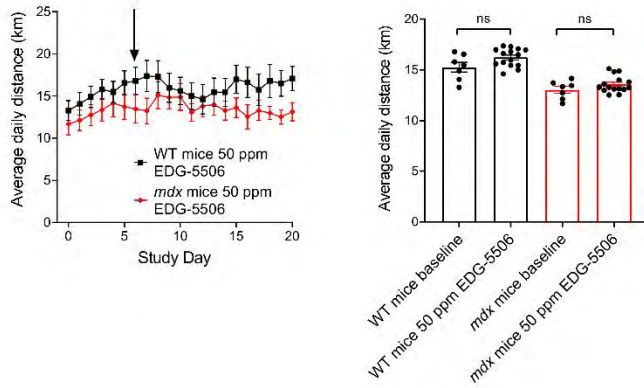 Average daily distance (km)
25
20
15
10
5
0
WT mice 50 ppm
EDG-5506
mdx mice 50 ppm
EDG-5506
0
5
10
15
20
Study Day
Average daily distance (km)
20
15
10
5
0
ns
ns
WT mice baseline
WT mice 50 ppm EDG-5506
mdx mice baseline
mdx mice 50 ppm EDG-5506